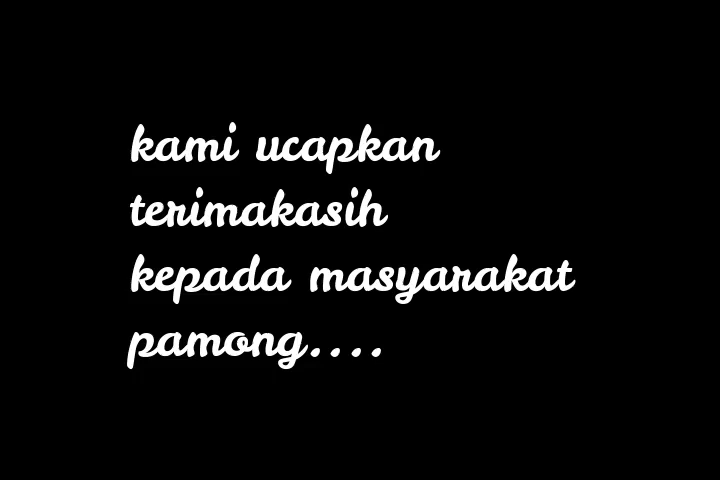 kami ucapkan
terimakasih
kepada masyarakat
pamong....